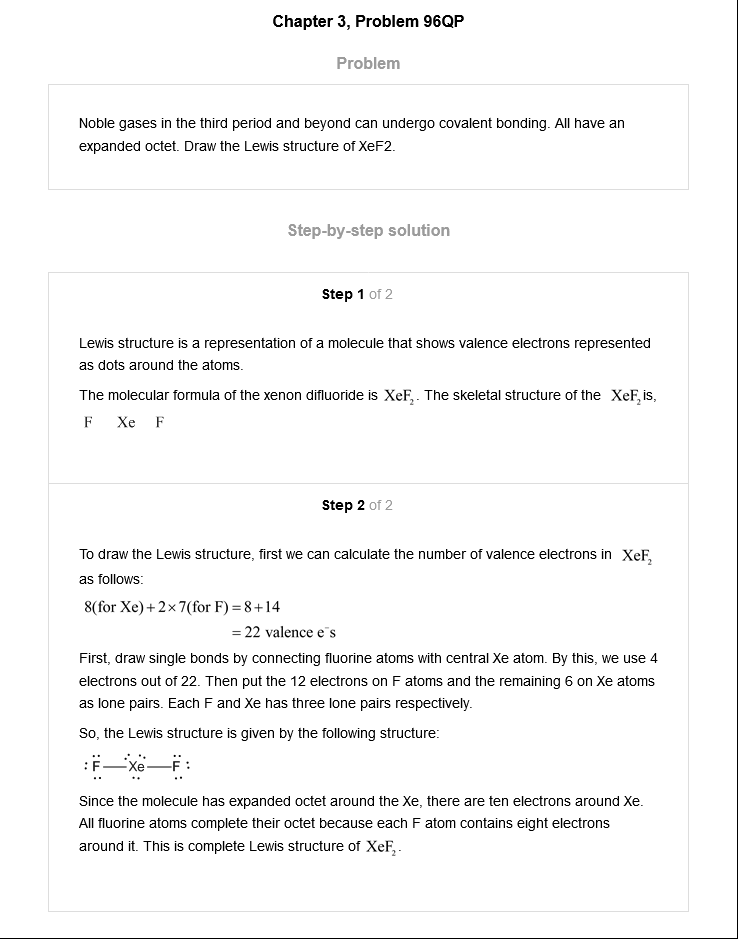 Chapter 3, Problem 96QP
Problem
Noble gases in the third period and beyond can undergo covalent bonding. All have an
expanded octet. Draw the Lewis structure of XeF2.
Step-by-step solution
Step 1 of 2
Lewis structure is a representation of a molecule that shows valence electrons represented
as dots around the atoms.
The molecular formula of the xenon difluoride is XeF₂. The skeletal structure of the XeF₂ is,
F Xe F
Step 2 of 2
To draw the Lewis structure, first we can calculate the number of valence electrons in XeF₂
as follows:
8(for Xe)+2×7(for F)=8+14
=22 valence e⁻s
First, draw single bonds by connecting fluorine atoms with central Xe atom. By this, we use 4
electrons out of 22. Then put the 12 electrons on F atoms and the remaining 6 on Xe atoms
as lone pairs. Each F and Xe has three lone pairs respectively.
So, the Lewis structure is given by the following structure:
:F—Xe—F:
Since the molecule has expanded octet around the Xe, there are ten electrons around Xe.
All fluorine atoms complete their octet because each F atom contains eight electrons
around it. This is complete Lewis structure of XeF₂.